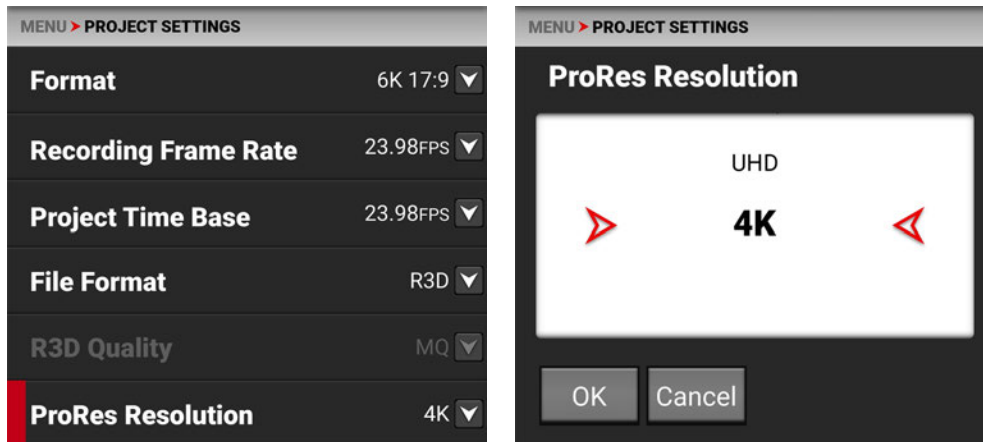 MENU > PROJECT SETTINGS
Format 6K 17:9
Recording Frame Rate 23.98FPS
Project Time Base 23.98FPS
File Format R3D
R3D Quality MQ
ProRes Resolution 4K
MENU > PROJECT SETTINGS
ProRes Resolution
UHD
4K
OK Cancel